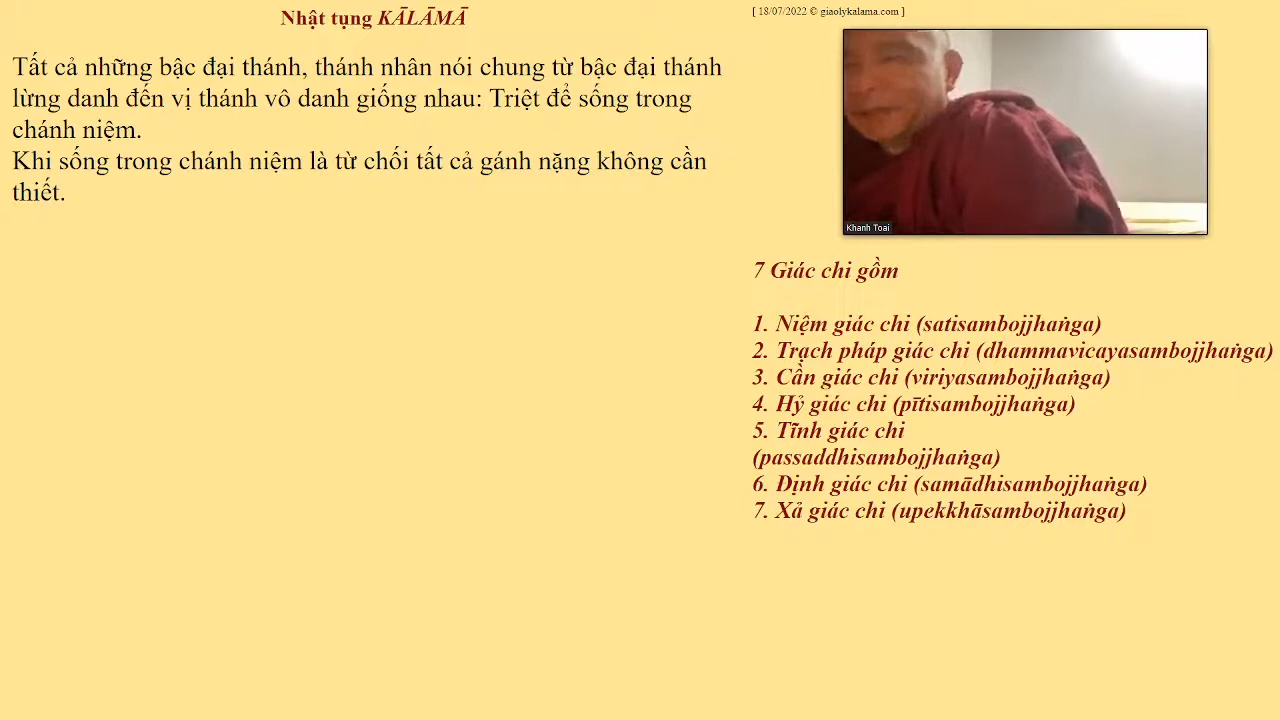 Nhật tụng KĀLĀMĀ
Tất cả những bậc đại thánh, thánh nhân nói chung từ bậc đại thánh
lừng danh đến vị thánh vô danh giống nhau: Triệt để sống trong
chánh niệm.
Khi sống trong chánh niệm là từ chối tất cả gánh nặng không cần
thiết.
[ 18/07/2022 © giaolykalama.com ]
Khanh Toai
7 Giác chi gồm
1. Niệm giác chi (satisambojjhaṅga)
2. Trạch pháp giác chi (dhammavicayasambojjhaṅga)
3. Cần giác chi (viriyasambojjhaṅga)
4. Hỷ giác chi (pītisambojjhaṅga)
5. Tĩnh giác chi
(passaddhisambojjhaṅga)
6. Định giác chi (samādhisambojjhaṅga)
7. Xả giác chi (upekkhāsambojjhaṅga)